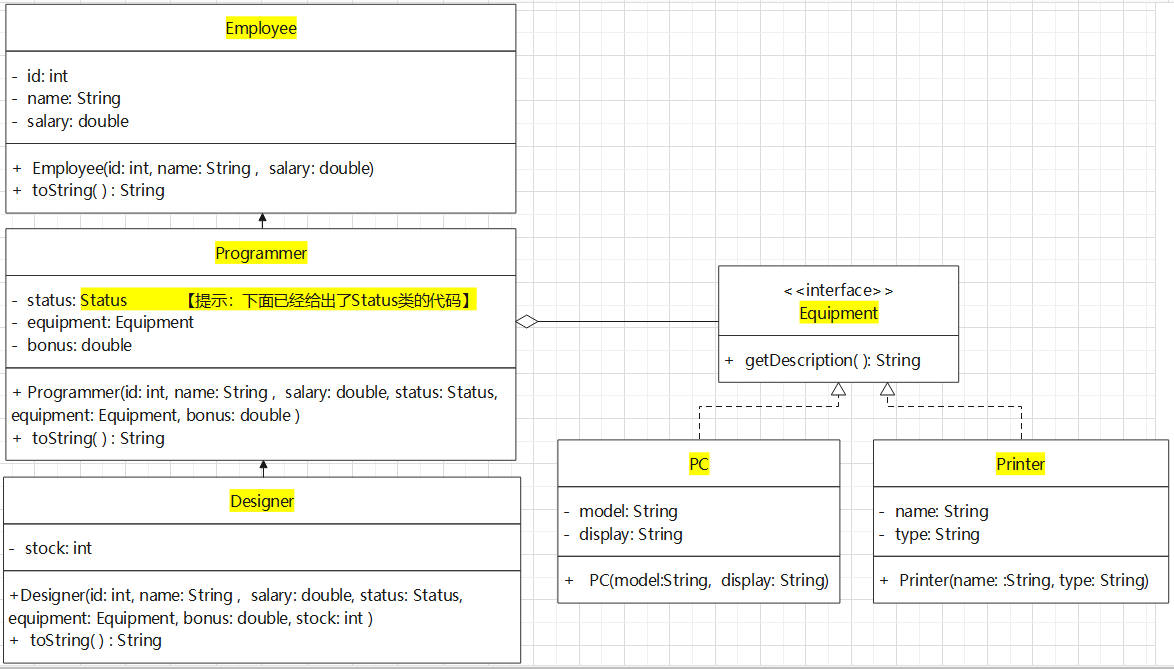 Employee
- id: int
- name: String
- salary: double
+ Employee(id: int, name: String , salary: double)
+ toString( ) : String
Programmer
- status: Status 【提示：下面已经给出了Status类的代码】
- equipment: Equipment
- bonus: double
+ Programmer(id: int, name: String , salary: double, status: Status,
equipment: Equipment, bonus: double )
+ toString( ) : String
Designer
- stock: int
+Designer(id: int, name: String , salary: double, status: Status,
equipment: Equipment, bonus: double, stock: int )
+ toString( ) : String
<<interface>>
Equipment
+ getDescription( ): String
PC
- model: String
- display: String
+ PC(model:String, display: String)
Printer
- name: String
- type: String
+ Printer(name: :String, type: String)